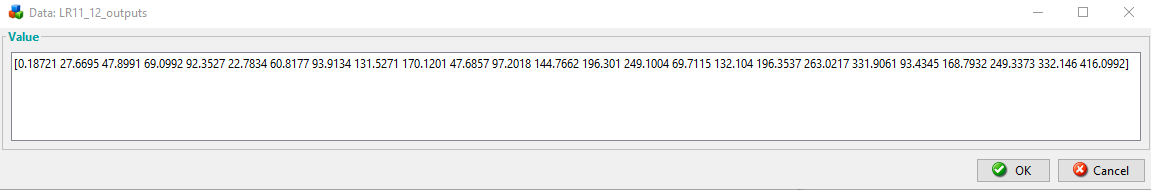 Data: LR11_12_outputs
Value
[0.18721 27.6695 47.8991 69.0992 92.3527 22.7834 60.8177 93.9134 131.5271 170.1201 47.6857 97.2018 144.7662 196.301 249.1004 69.7115 132.104 196.3537 263.0217 331.9061 93.4345 168.7932 249.3373 332.146 416.0992]
OK Cancel